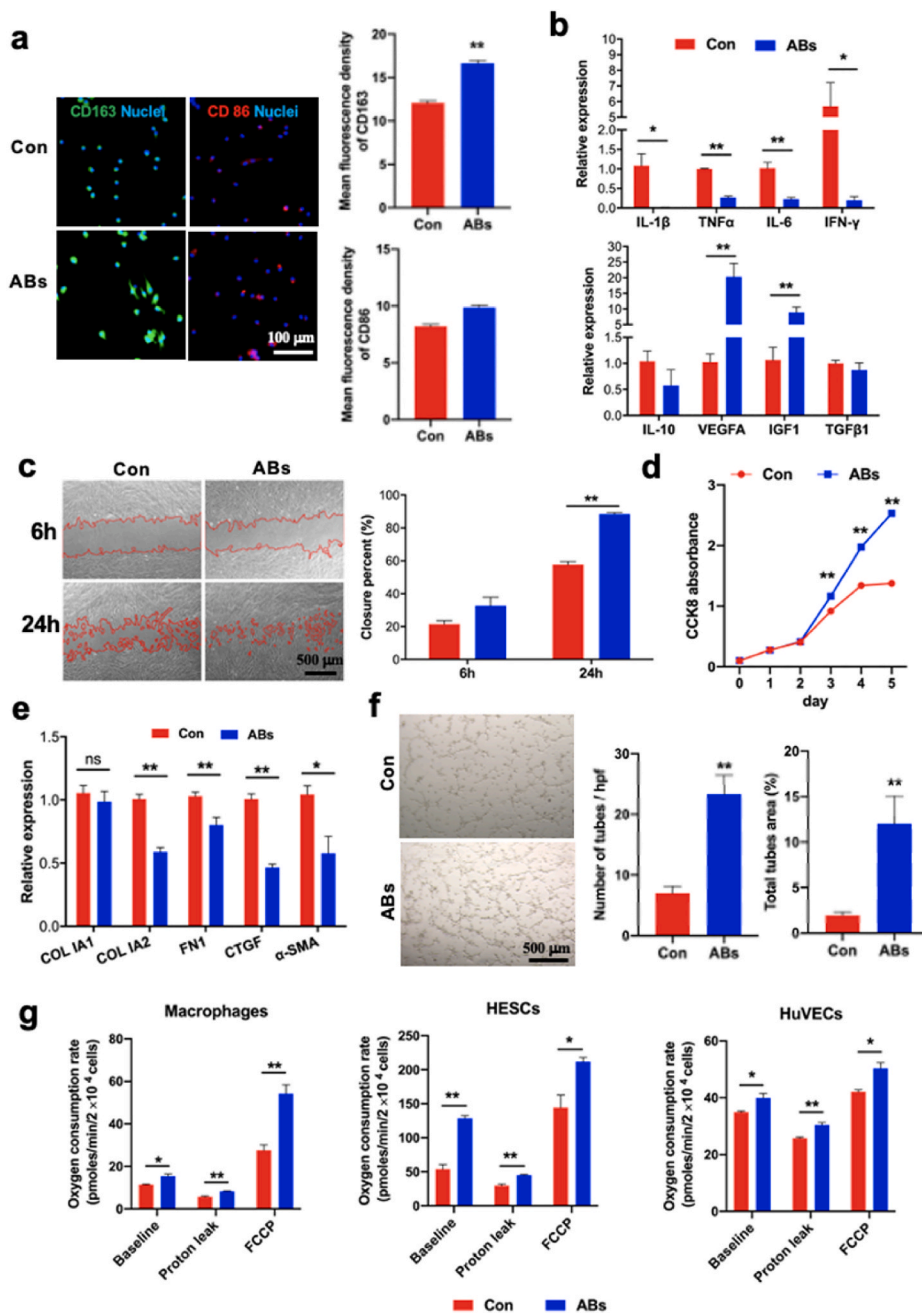 a
CD163 Nuclei
CD 86 Nuclei
Con
ABs
100 μm
Mean fluorescence density
of CD163
20
15
10
5
0
**
Con
ABs
Mean fluorescence density
of CD86
15
10
5
0
Con
ABs
b
Con
ABs
Relative expression
30
25
20
15
10
8
7
6
5
4
1.5
1.0
0.5
0.0
*
**
**
*
IL-1β
TNFα
IL-6
IFN-γ
Relative expression
30
25
20
15
10
5
1.5
1.0
0.5
0.0
**
**
IL-10
VEGFA
IGF1
TGFβ1
c
Con
ABs
6h
24h
500 μm
Closure percent (%)
100
80
60
40
20
0
**
6h
24h
d
Con
ABs
CCK8 absorbance
3
2
1
0
**
**
**
0
1
2
3
4
5
day
e
Con
ABs
Relative expression
1.5
1.0
0.5
0.0
ns
**
**
**
*
COL IA1
COL IA2
FN1
CTGF
α-SMA
f
Con
ABs
500 μm
Number of tubes / hpf
30
20
10
0
**
Con
ABs
Total tubes area (%)
20
15
10
5
0
**
Con
ABs
g
Macrophages
Oxygen consumption rate
(pmoles/min/2 ×10⁴ cells)
80
60
40
20
0
*
**
**
Baseline
Proton leak
FCCP
HESCs
Oxygen consumption rate
(pmoles/min/2 ×10⁴ cells)
250
200
150
100
50
0
**
**
*
Baseline
Proton leak
FCCP
HuVECs
Oxygen consumption rate
(pmoles/min/2 ×10⁴ cells)
60
40
20
0
*
**
*
Baseline
Proton leak
FCCP
Con
ABs